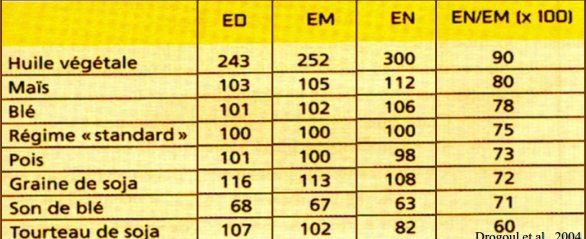 ED EM EN EN/EM (x 100)
Huile végétale 243 252 300 90
Maïs 103 105 112 80
Blé 101 102 106 78
Régime «standard» 100 100 100 75
Pois 101 100 98 73
Graine de soja 116 113 108 72
Son de blé 68 67 63 71
Tourteau de soja 107 102 82 60
Drogoul et al., 2004